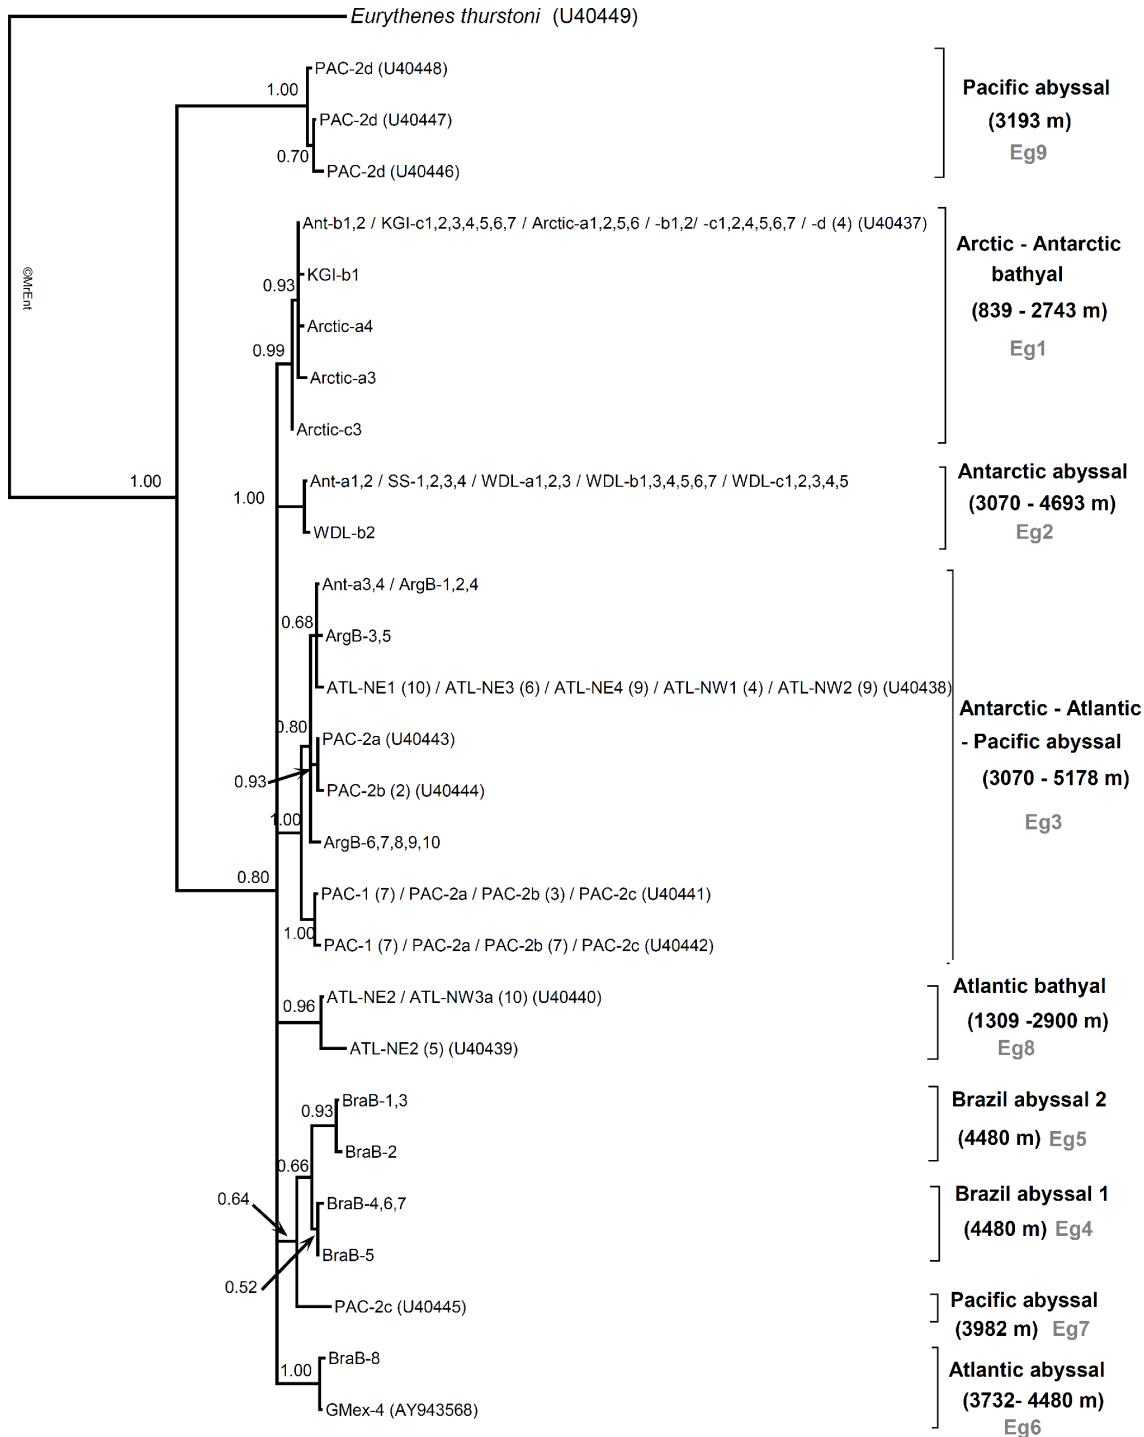 Eurythenes thurstoni (U40449)
PAC-2d (U40448)
1.00
Pacific abyssal
(3193 m)
Eg9
PAC-2d (U40447)
0.70
PAC-2d (U40446)
Ant-b1,2 / KGI-c1,2,3,4,5,6,7 / Arctic-a1,2,5,6 / -b1,2/ -c1,2,4,5,6,7 / -d (4) (U40437)
Arctic - Antarctic
bathyal
(839 - 2743 m)
Eg1
©MrEnt
KGI-b1
0.93
Arctic-a4
0.99
Arctic-a3
Arctic-c3
1.00
1.00
Ant-a1,2 / SS-1,2,3,4 / WDL-a1,2,3 / WDL-b1,3,4,5,6,7 / WDL-c1,2,3,4,5
WDL-b2
Antarctic abyssal
(3070 - 4693 m)
Eg2
Ant-a3,4 / ArgB-1,2,4
0.68
ArgB-3,5
ATL-NE1 (10) / ATL-NE3 (6) / ATL-NE4 (9) / ATL-NW1 (4) / ATL-NW2 (9) (U40438)
0.80
PAC-2a (U40443)
0.93
PAC-2b (2) (U40444)
1.00
ArgB-6,7,8,9,10
Antarctic - Atlantic
- Pacific abyssal
(3070 - 5178 m)
Eg3
0.80
PAC-1 (7) / PAC-2a / PAC-2b (3) / PAC-2c (U40441)
1.00
PAC-1 (7) / PAC-2a / PAC-2b (7) / PAC-2c (U40442)
ATL-NE2 / ATL-NW3a (10) (U40440)
0.96
ATL-NE2 (5) (U40439)
Atlantic bathyal
(1309 -2900 m)
Eg8
BraB-1,3
0.93
BraB-2
Brazil abyssal 2
(4480 m) Eg5
0.66
0.64
BraB-4,6,7
BraB-5
0.52
Brazil abyssal 1
(4480 m) Eg4
PAC-2c (U40445)
Pacific abyssal
(3982 m) Eg7
BraB-8
1.00
GMex-4 (AY943568)
Atlantic abyssal
(3732- 4480 m)
Eg6